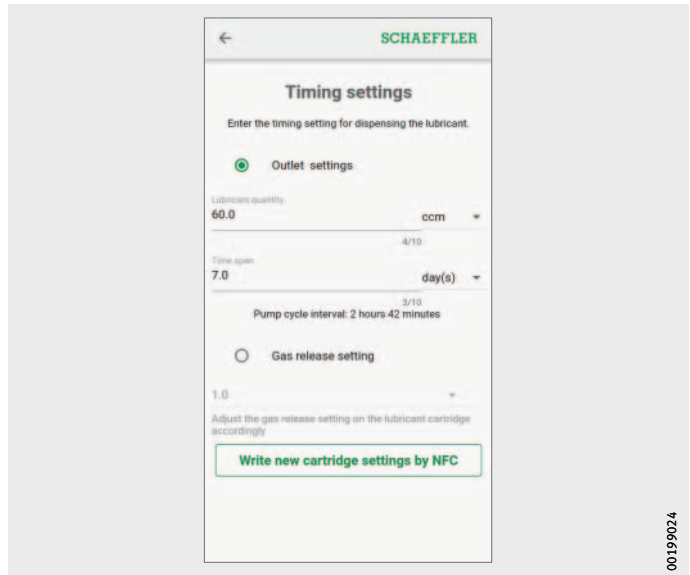 SCHAEFFLER
Timing settings
Enter the timing setting for dispensing the lubricant.
Outlet settings
Lubricant quantity
60.0 ccm
4/10
Time span
7.0 day(s)
3/10
Pump cycle interval: 2 hours 42 minutes
Gas release setting
1.0
Adjust the gas release setting on the lubricant cartridge
accordingly
Write new cartridge settings by NFC
00199024